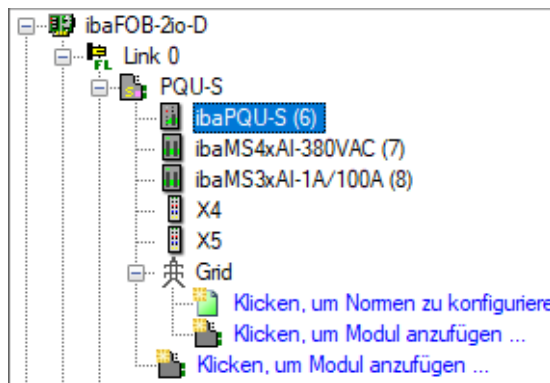 ibaFOB-2io-D
Link 0
PQU-S
ibaPQU-S (6)
ibaMS4xAI-380VAC (7)
ibaMS3xAI-1A/100A (8)
X4
X5
Grid
Klicken, um Normen zu konfiguriere
Klicken, um Modul anzufügen ...
Klicken, um Modul anzufügen ...